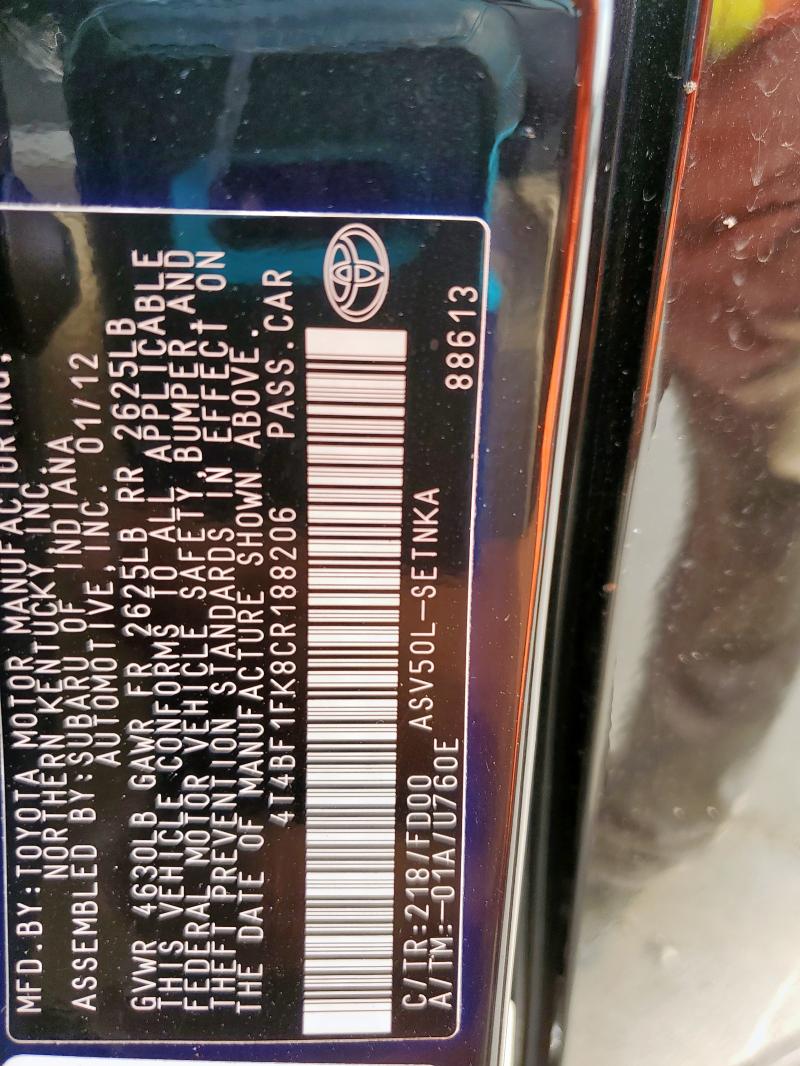 MFD.BY:TOYOTA MOTOR MANUFACTURING,
NORTHERN KENTUCKY INC.
ASSEMBLED BY:SUBARU OF INDIANA
AUTOMOTIVE,INC. 01/12
GVWR 4630LB GAWR FR 2625LB RR 2625LB
THIS VEHICLE CONFORMS TO ALL APPLICABLE
FEDERAL MOTOR VEHICLE SAFETY,BUMPER AND
THEFT PREVENTION STANDARDS IN EFFECT ON
THE DATE OF MANUFACTURE SHOWN ABOVE.
4T4BF1FK8CR188206 PASS.CAR
C/TR:218/FD00 ASV50L-SETNKA
A/TM:-01A/U760E 88613